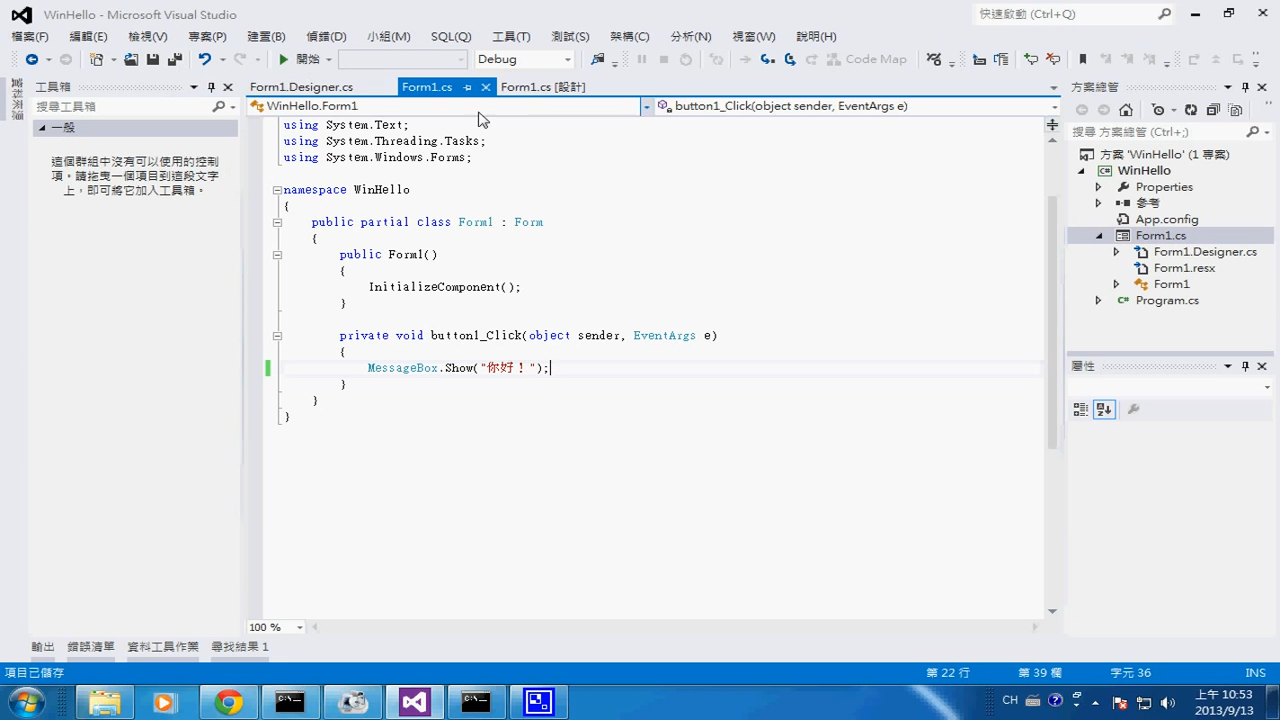 WinHello - Microsoft Visual Studio
快速啟動 (Ctrl+Q)
檔案(F) 編輯(E) 檢視(V) 專案(P) 建置(B) 偵錯(D) 小組(M) SQL(Q) 工具(T) 測試(S) 架構(C) 分析(N) 視窗(W) 說明(H)
開始 Debug Code Map
工具箱
搜尋工具箱
一般
這個群組中沒有可以使用的控制
項。請拖曳一個項目到這段文字
上，即可將它加入工具箱。
Form1.Designer.cs Form1.cs Form1.cs [設計]
WinHello.Form1 button1_Click(object sender, EventArgs e)
using System.Text;
using System.Threading.Tasks;
using System.Windows.Forms;
namespace WinHello
{
public partial class Form1 : Form
{
public Form1()
{
InitializeComponent();
}
private void button1_Click(object sender, EventArgs e)
{
MessageBox.Show("你好！");
}
}
}
100 %
方案總管
搜尋 方案總管 (Ctrl+;)
方案 'WinHello' (1 專案)
WinHello
Properties
參考
App.config
Form1.cs
Form1.Designer.cs
Form1.resx
Form1
Program.cs
屬性
輸出 錯誤清單 資料工具作業 尋找結果 1
項目已儲存 第 22 行 第 39 欄 字元 36 INS
CH
上午 10:53
2013/9/13